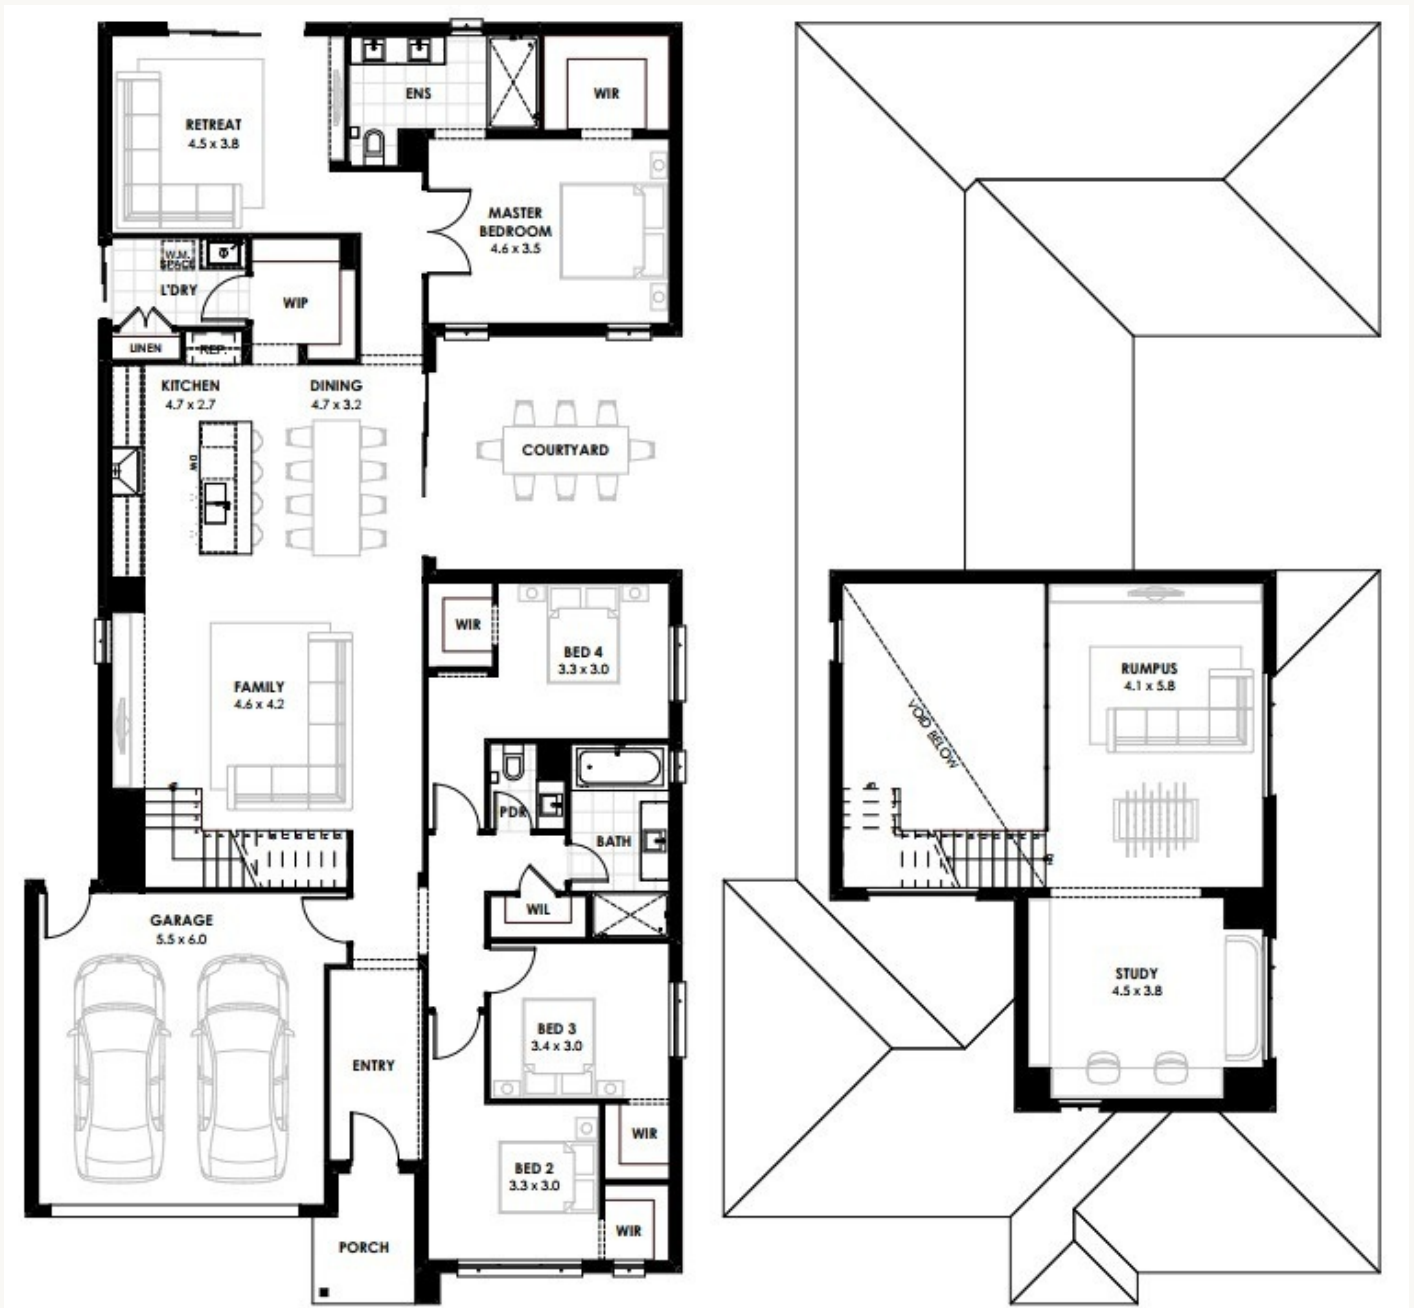 RETREAT
4.5 x 3.8
ENS
WIR
MASTER
BEDROOM
4.6 x 3.5
W.M.
SPACE
L'DRY
WIP
LINEN
REF.
KITCHEN
4.7 x 2.7
DINING
4.7 x 3.2
DW
COURTYARD
WIR
BED 4
3.3 x 3.0
FAMILY
4.6 x 4.2
PDR
BATH
WIL
GARAGE
5.5 x 6.0
BED 3
3.4 x 3.0
ENTRY
WIR
BED 2
3.3 x 3.0
WIR
PORCH
RUMPUS
4.1 x 5.8
VOID BELOW
STUDY
4.5 x 3.8